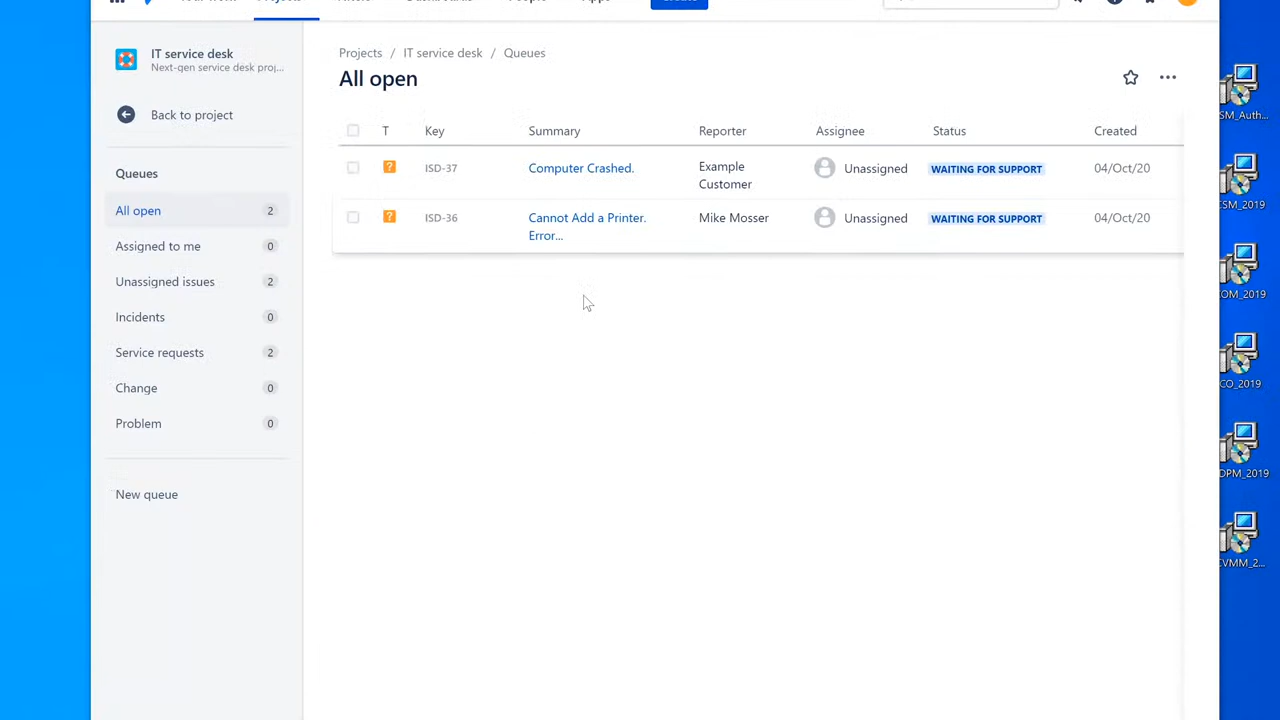 IT service desk
Next-gen service desk proj...
Back to project
Queues
All open 2
Assigned to me 0
Unassigned issues 2
Incidents 0
Service requests 2
Change 0
Problem 0
New queue
Projects / IT service desk / Queues
All open
T Key Summary Reporter Assignee Status Created
? ISD-37 Computer Crashed. Example Customer Unassigned WAITING FOR SUPPORT 04/Oct/20
? ISD-36 Cannot Add a Printer. Mike Mosser Unassigned WAITING FOR SUPPORT 04/Oct/20
Error...
SM_Auth...
CSM_2019
OM_2019
CO_2019
DPM_2019
CVMM_2...